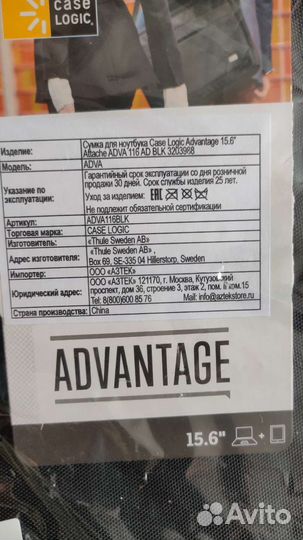 CASE
LOGIC
Изделие: Сумка для ноутбука Case Logic Advantage 15.6"
Attache ADVA 116 AD BLK 3203988
Модель: ADVA
Указание по эксплуатации: Гарантийный срок эксплуатации со дня розничной
продажи 30 дней. Срок службы изделия 25 лет.
Уход за изделием: EAC
Не подлежит обязательной сертификации
Артикул: ADVA116BLK
Торговая марка: CASE LOGIC
Изготовитель: «Thule Sweden AB»
Адрес изготовителя: «Thule Sweden AB» ,
Box 69, SE-335 04 Hillerstorp, Sweden
Импортер: ООО «АЗТЕК»
Юридический адрес: ООО «АЗТЕК» 121170, г. Москва, Кутузовский
проспект, дом 36, строение 3, этаж 2, пом. I, ком.15
Tel: 8(800)600 85 76 Mail: info@aztekstore.ru
Страна производства: China
ADVANTAGE
15.6" +
Avito